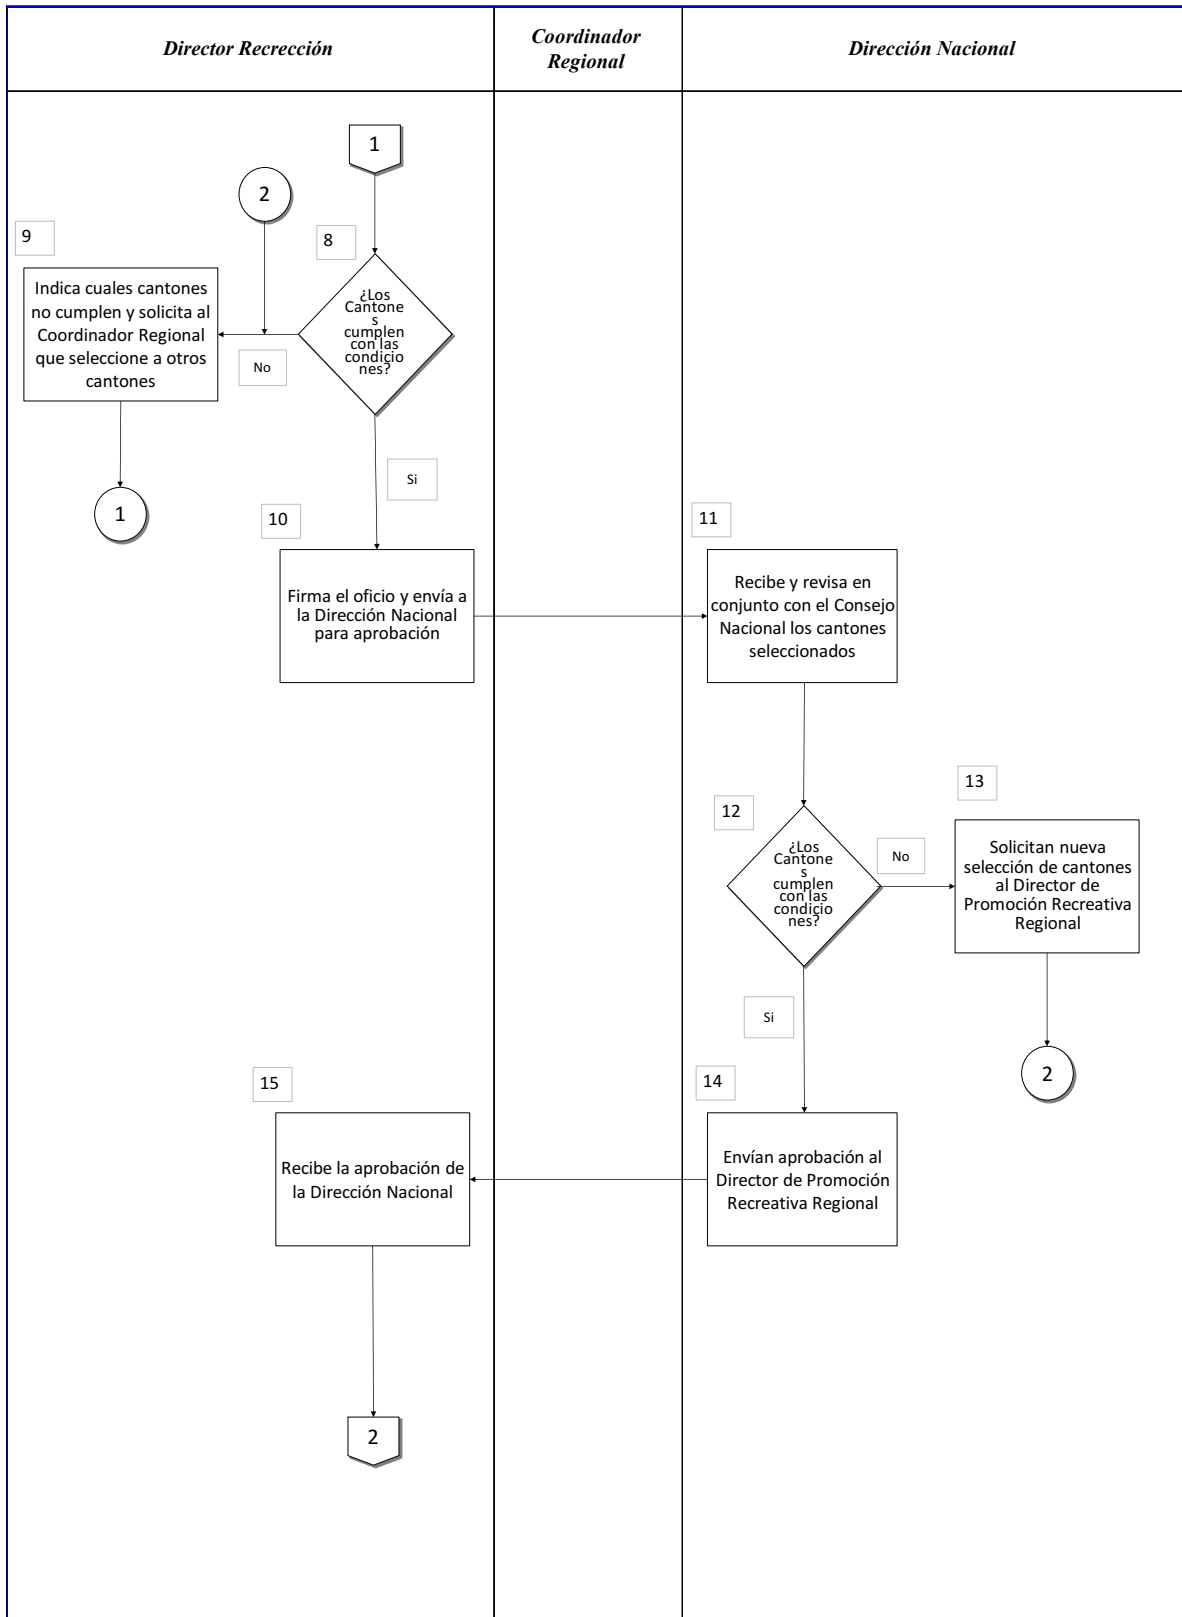 Director Recrección
Coordinador
Regional
Dirección Nacional
1
2
9
8
Indica cuales cantones
no cumplen y solicita al
Coordinador Regional
que seleccione a otros
cantones
¿Los
Cantone
s
cumplen
con las
condicio
nes?
No
Si
1
10
11
Firma el oficio y envía a
la Dirección Nacional
para aprobación
Recibe y revisa en
conjunto con el Consejo
Nacional los cantones
seleccionados
12
13
¿Los
Cantone
s
cumplen
con las
condicio
nes?
No
Solicitan nueva
selección de cantones
al Director de
Promoción Recreativa
Regional
Si
2
15
14
Recibe la aprobación de
la Dirección Nacional
Envían aprobación al
Director de Promoción
Recreativa Regional
2